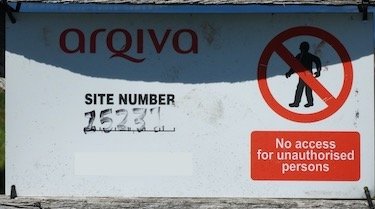 arqiva
SITE NUMBER
No access
for unauthorised
persons